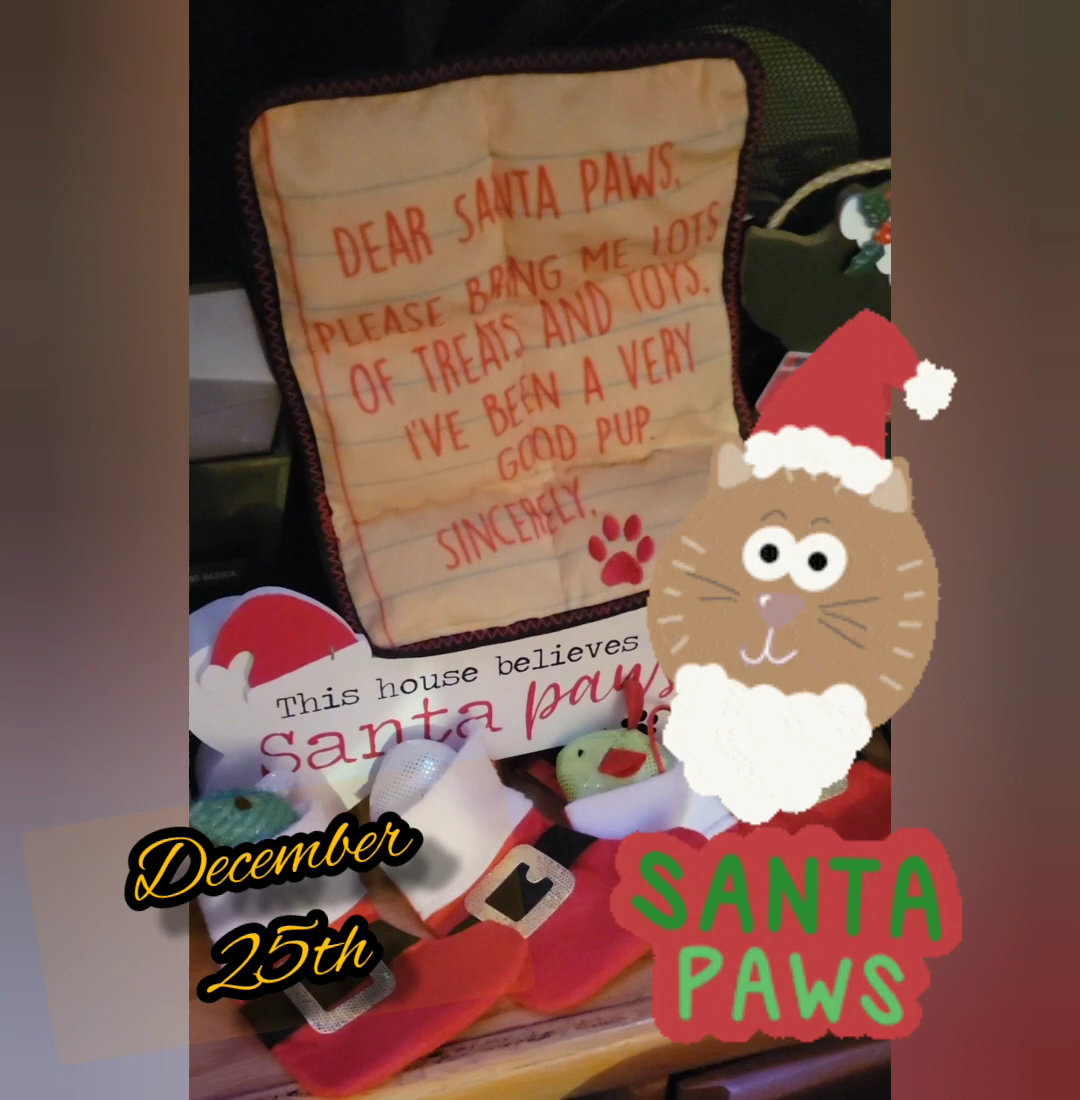 DEAR SANTA PAWS,
PLEASE BRING ME LOTS
OF TREATS AND TOYS.
I'VE BEEN A VERY
GOOD PUP.
SINCERELY,
This house believes
Santa paws
December
25th
SANTA
PAWS